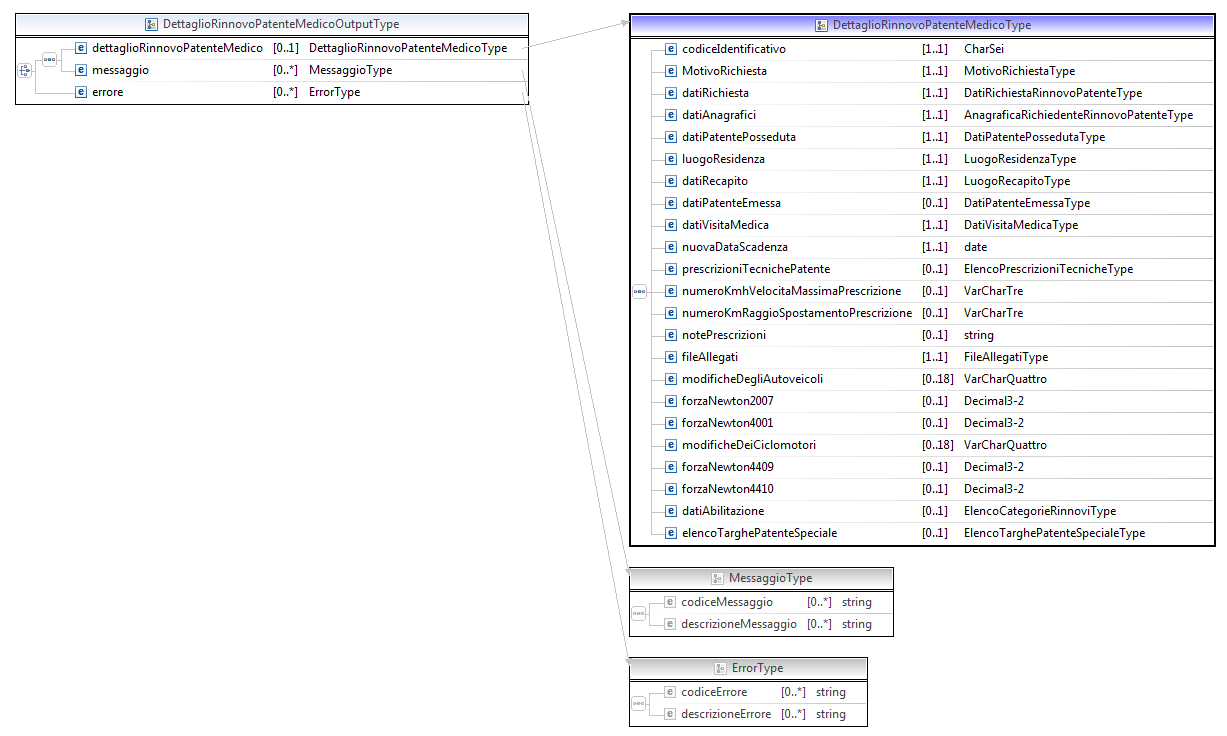 DettaglioRinnovoPatenteMedicoOutputType
e dettaglioRinnovoPatenteMedico [0..1] DettaglioRinnovoPatenteMedicoType
e messaggio [0..*] MessaggioType
e errore [0..*] ErrorType
DettaglioRinnovoPatenteMedicoType
e codiceIdentificativo [1..1] CharSei
e MotivoRichiesta [1..1] MotivoRichiestaType
e datiRichiesta [1..1] DatiRichiestaRinnovoPatenteType
e datiAnagrafici [1..1] AnagraficaRichiedenteRinnovoPatenteType
e datiPatentePosseduta [1..1] DatiPatentePossedutaType
e luogoResidenza [1..1] LuogoResidenzaType
e datiRecapito [1..1] LuogoRecapitoType
e datiPatenteEmessa [0..1] DatiPatenteEmessaType
e datiVisitaMedica [1..1] DatiVisitaMedicaType
e nuovaDataScadenza [1..1] date
e prescrizioniTecnichePatente [0..1] ElencoPrescrizioniTecnicheType
e numeroKmhVelocitaMassimaPrescrizione [0..1] VarCharTre
e numeroKmRaggioSpostamentoPrescrizione [0..1] VarCharTre
e notePrescrizioni [0..1] string
e fileAllegati [1..1] FileAllegatiType
e modificheDegliAutoveicoli [0..18] VarCharQuattro
e forzaNewton2007 [0..1] Decimal3-2
e forzaNewton4001 [0..1] Decimal3-2
e modificheDeiCiclomotori [0..18] VarCharQuattro
e forzaNewton4409 [0..1] Decimal3-2
e forzaNewton4410 [0..1] Decimal3-2
e datiAbilitazione [0..1] ElencoCategorieRinnoviType
e elencoTarghePatenteSpeciale [0..1] ElencoTarghePatenteSpecialeType
MessaggioType
e codiceMessaggio [0..*] string
e descrizioneMessaggio [0..*] string
ErrorType
e codiceErrore [0..*] string
e descrizioneErrore [0..*] string